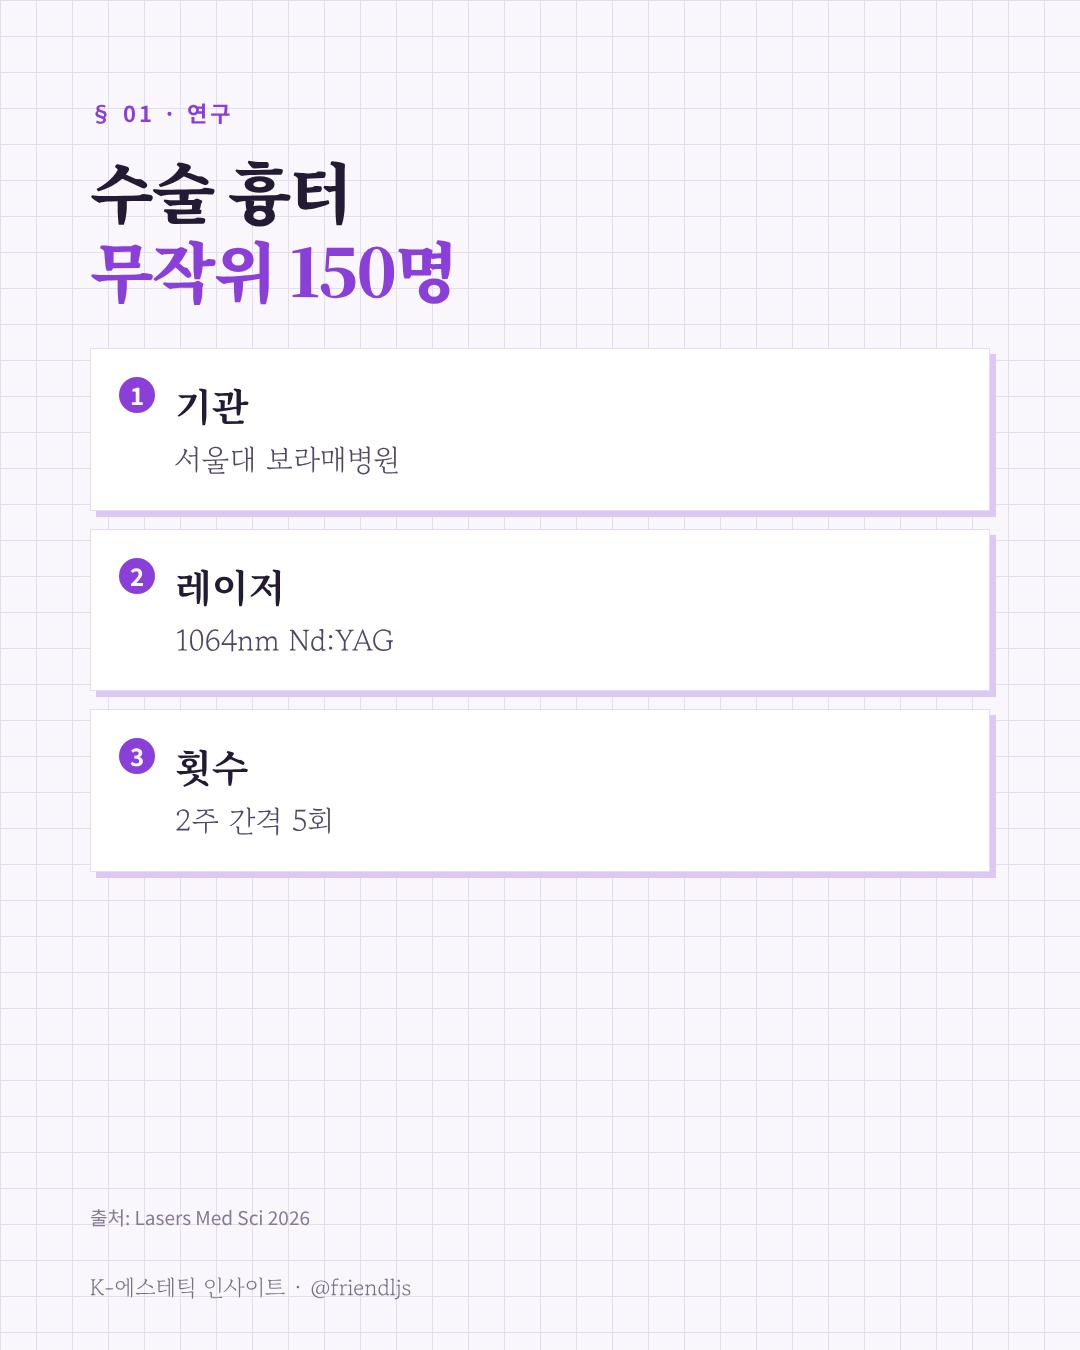 § 01 · 연구
수술 흉터
무작위 150명
1 기관
서울대 보라매병원
2 레이저
1064nm Nd:YAG
3 횟수
2주 간격 5회
출처: Lasers Med Sci 2026
K-에스테틱 인사이트 · @friendljs